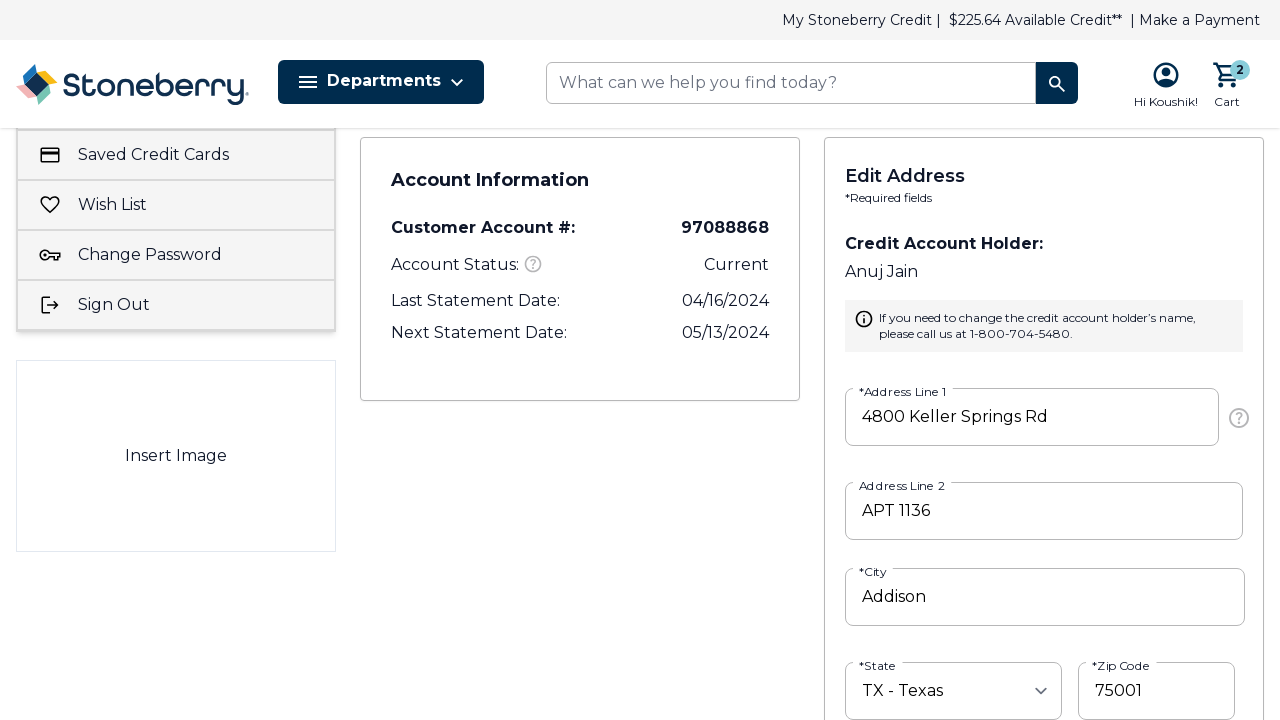 My Stoneberry Credit | $225.64 Available Credit** | Make a Payment
Stoneberry®
Departments
What can we help you find today?
Hi Koushik!
2
Cart
Saved Credit Cards
Wish List
Change Password
Sign Out
Insert Image
Account Information
Customer Account #: 97088868
Account Status: ? Current
Last Statement Date: 04/16/2024
Next Statement Date: 05/13/2024
Edit Address
*Required fields
Credit Account Holder:
Anuj Jain
If you need to change the credit account holder’s name,
please call us at 1-800-704-5480.
*Address Line 1
4800 Keller Springs Rd
?
Address Line 2
APT 1136
*City
Addison
*State
TX - Texas
*Zip Code
75001